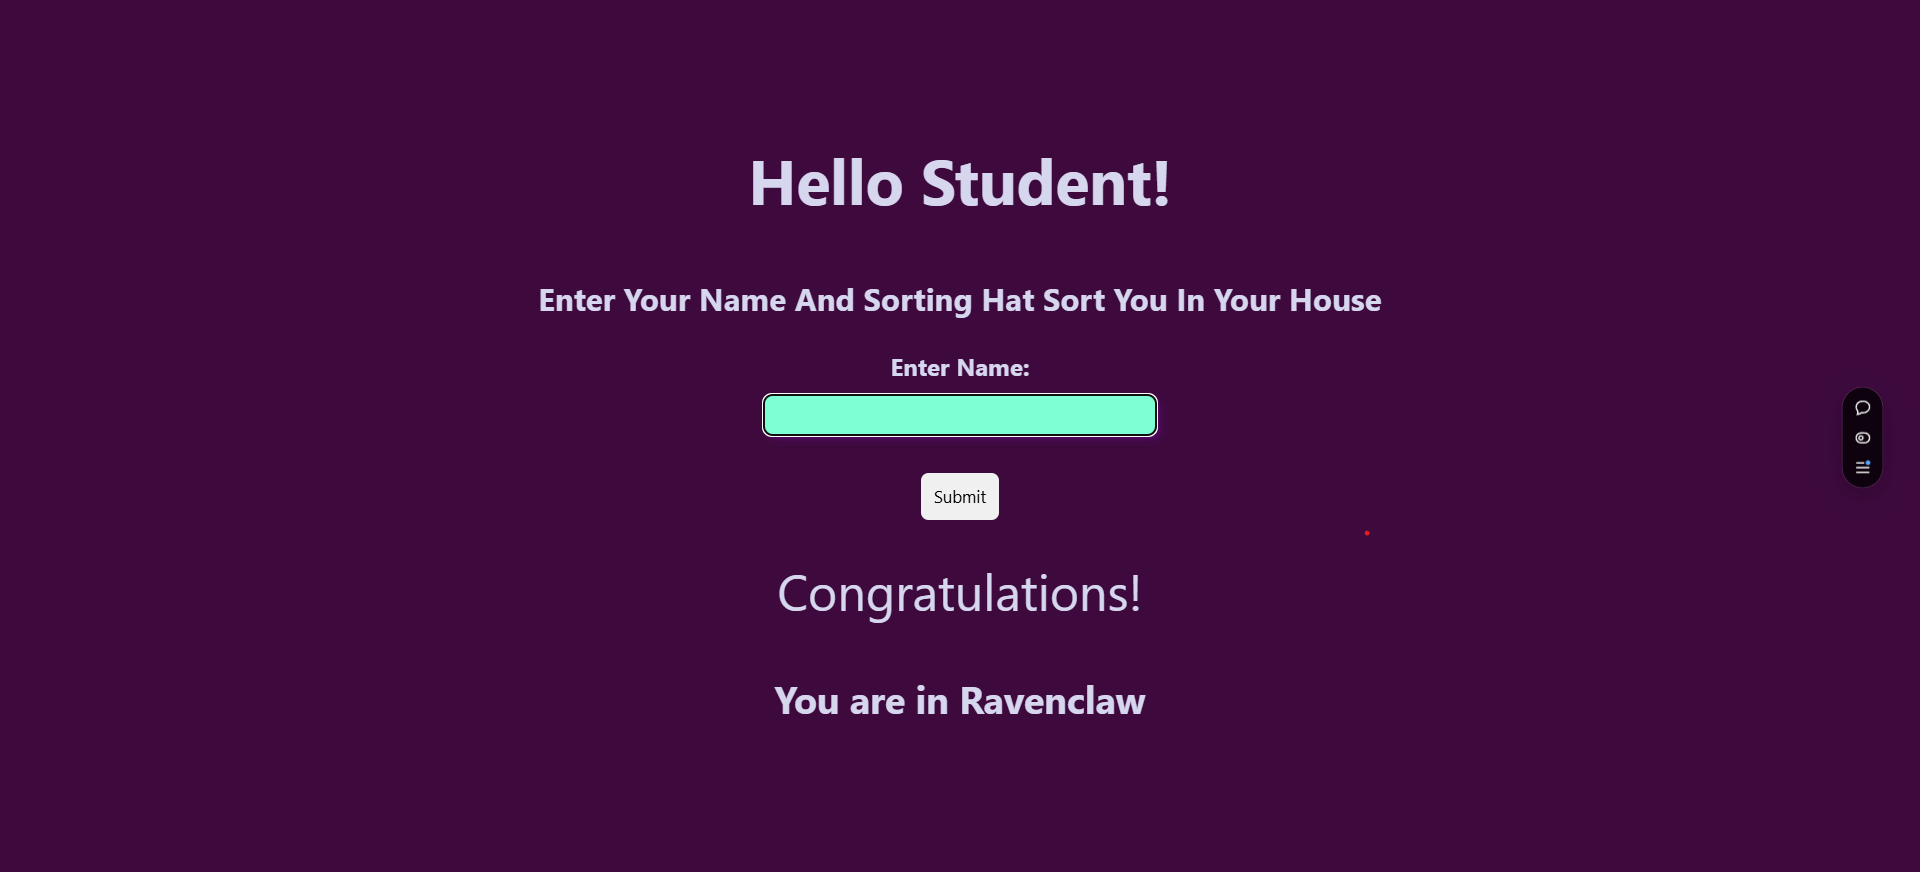 Hello Student!
Enter Your Name And Sorting Hat Sort You In Your House
Enter Name:
Submit
Congratulations!
You are in Ravenclaw